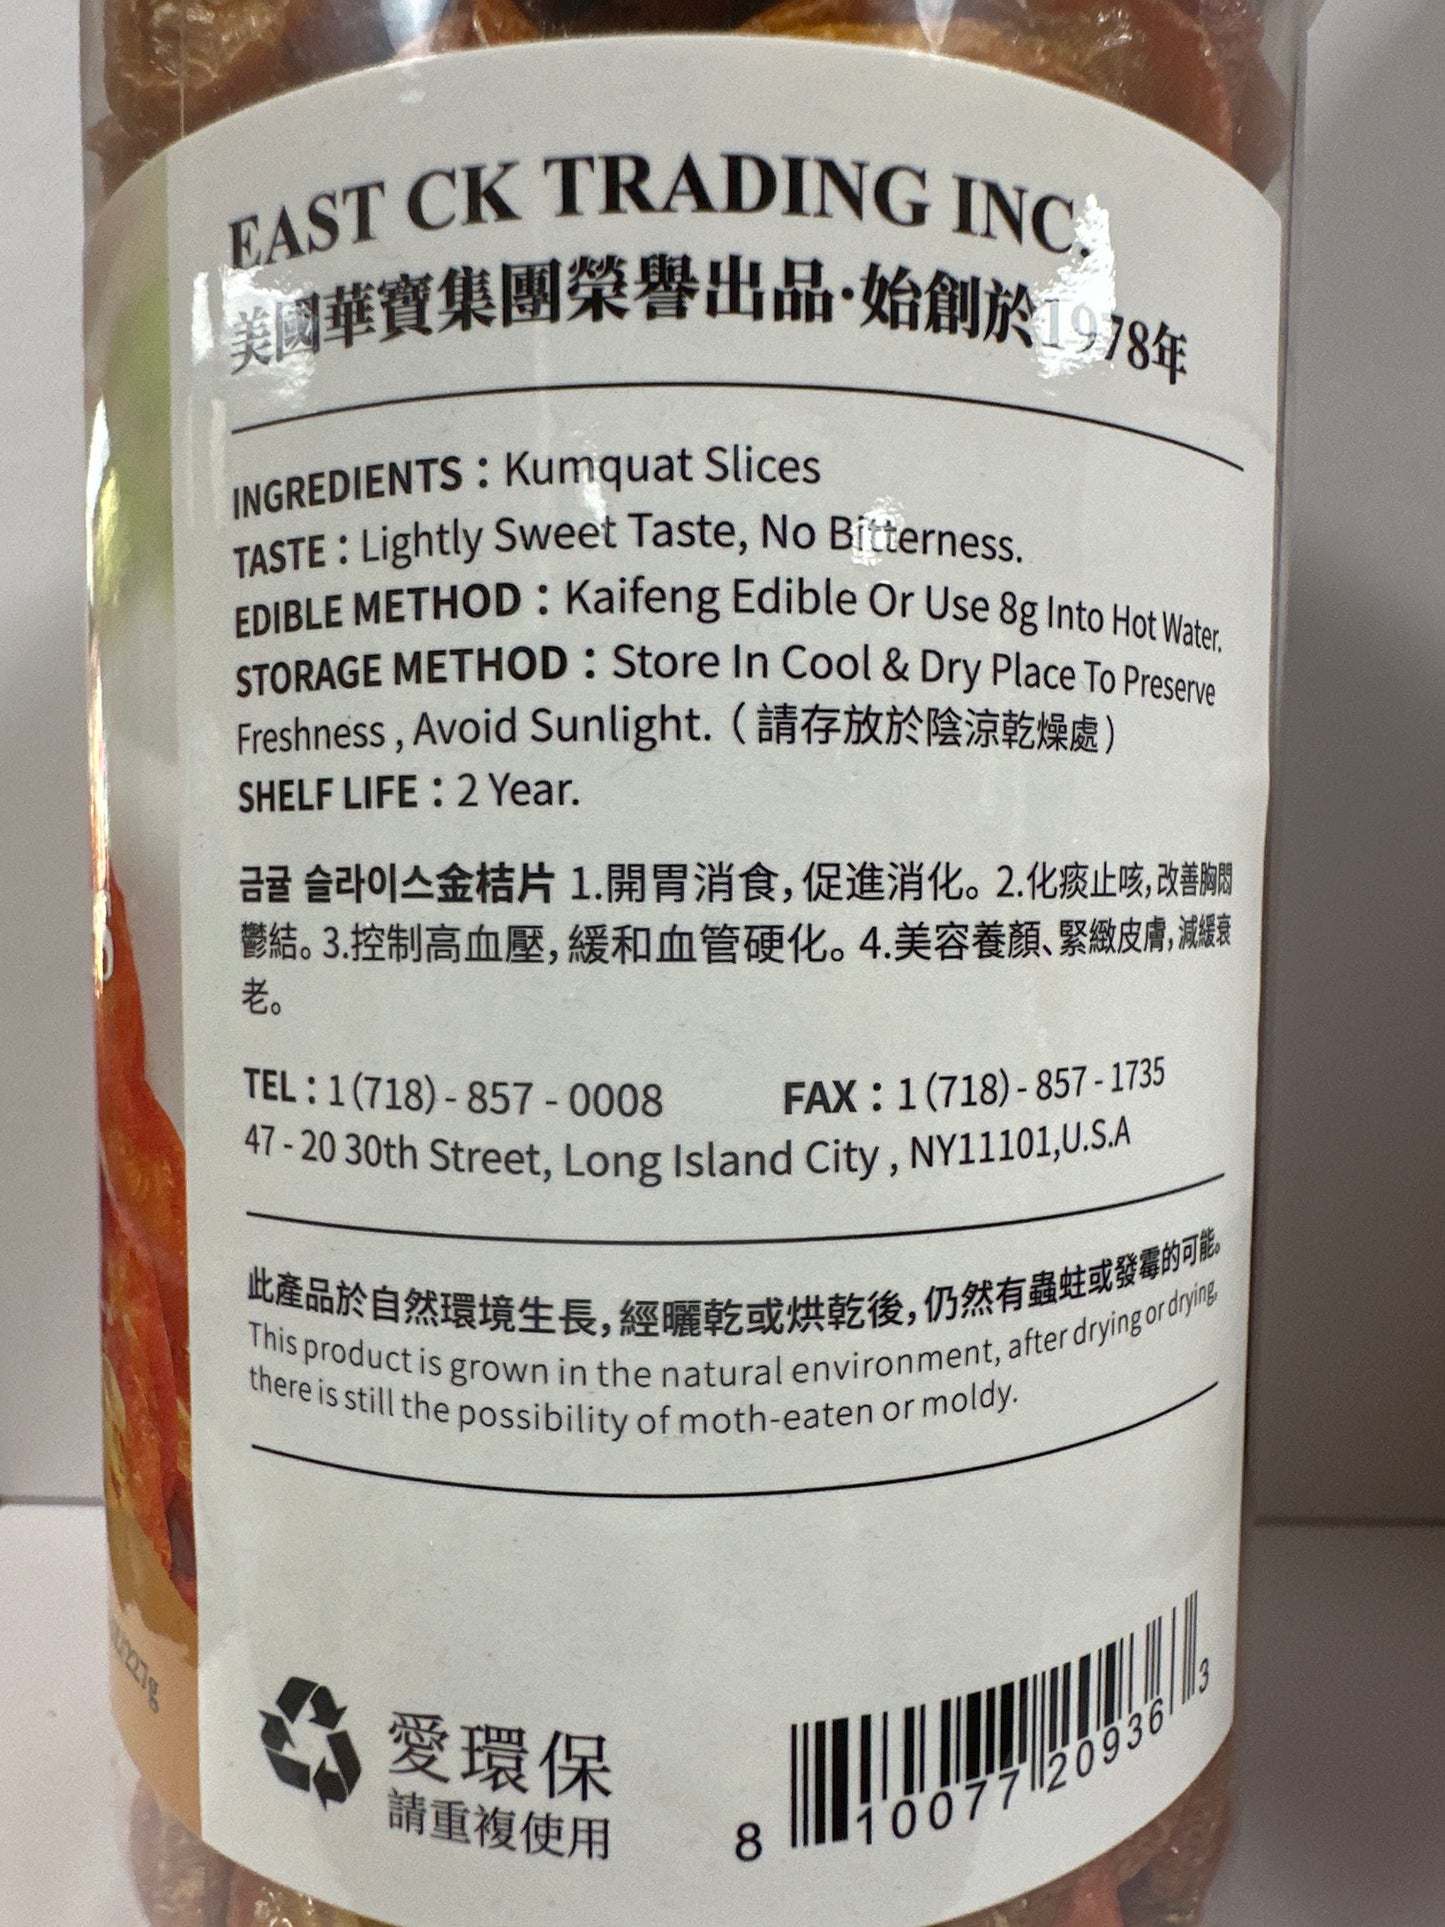 EAST CK TRADING INC.
美國華寶集團榮譽出品·始創於1978年
INGREDIENTS：Kumquat Slices
TASTE：Lightly Sweet Taste, No Bitterness.
EDIBLE METHOD：Kaifeng Edible Or Use 8g Into Hot Water.
STORAGE METHOD：Store In Cool & Dry Place To Preserve
Freshness , Avoid Sunlight.（請存放於陰涼乾燥處）
SHELF LIFE：2 Year.
금귤 슬라이스金桔片 1.開胃消食，促進消化。2.化痰止咳，改善胸悶
鬱結。3.控制高血壓，緩和血管硬化。4.美容養顏、緊緻皮膚，減緩衰
老。
TEL：1(718) - 857 - 0008 FAX：1 (718) - 857 - 1735
47 - 20 30th Street, Long Island City , NY11101,U.S.A
此產品於自然環境生長，經曬乾或烘乾後，仍然有蟲蛀或發霉的可能。
This product is grown in the natural environment, after drying or drying,
there is still the possibility of moth-eaten or moldy.
/227g
愛環保
請重複使用
8 10077 20936 3